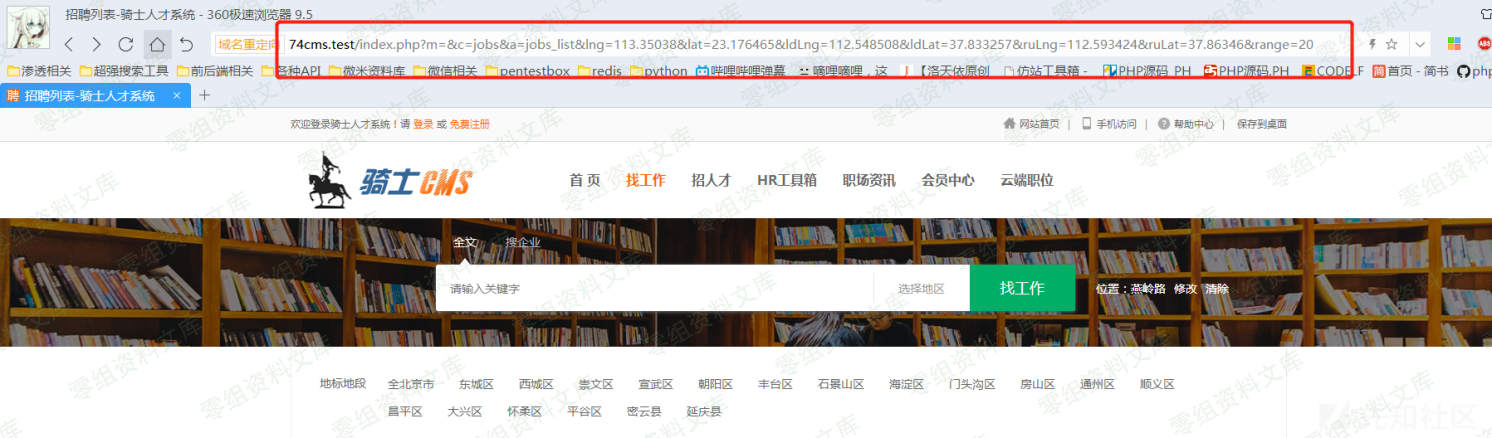 招聘列表-骑士人才系统 - 360极速浏览器 9.5
域名重定向 74cms.test/index.php?m=&c=jobs&a=jobs_list&lng=113.35038&lat=23.176465&ldLng=112.548508&ldLat=37.833257&ruLng=112.593424&ruLat=37.86346&range=20
渗透相关 超强搜索工具 前后端相关 各种API 微米资料库 微信相关 pentestbox redis python 哔哩哔哩弹幕 嘀哩嘀哩，这 【洛天依原创 仿站工具箱 - PHP源码 PH PHP源码,PH CODELF 首页 - 简书 php
招聘列表-骑士人才系统 × +
欢迎登录骑士人才系统！请 登录 或 免费注册 网站首页 | 手机访问 | 帮助中心 | 保存到桌面
骑士CMS 首 页 找工作 招人才 HR工具箱 职场资讯 会员中心 云端职位
全文 搜企业
请输入关键字 选择地区 找工作 位置：燕岭路 修改 清除
地标地段 全北京市 东城区 西城区 崇文区 宣武区 朝阳区 丰台区 石景山区 海淀区 门头沟区 房山区 通州区 顺义区
昌平区 大兴区 怀柔区 平谷区 密云县 延庆县
零组资料文库
先知社区